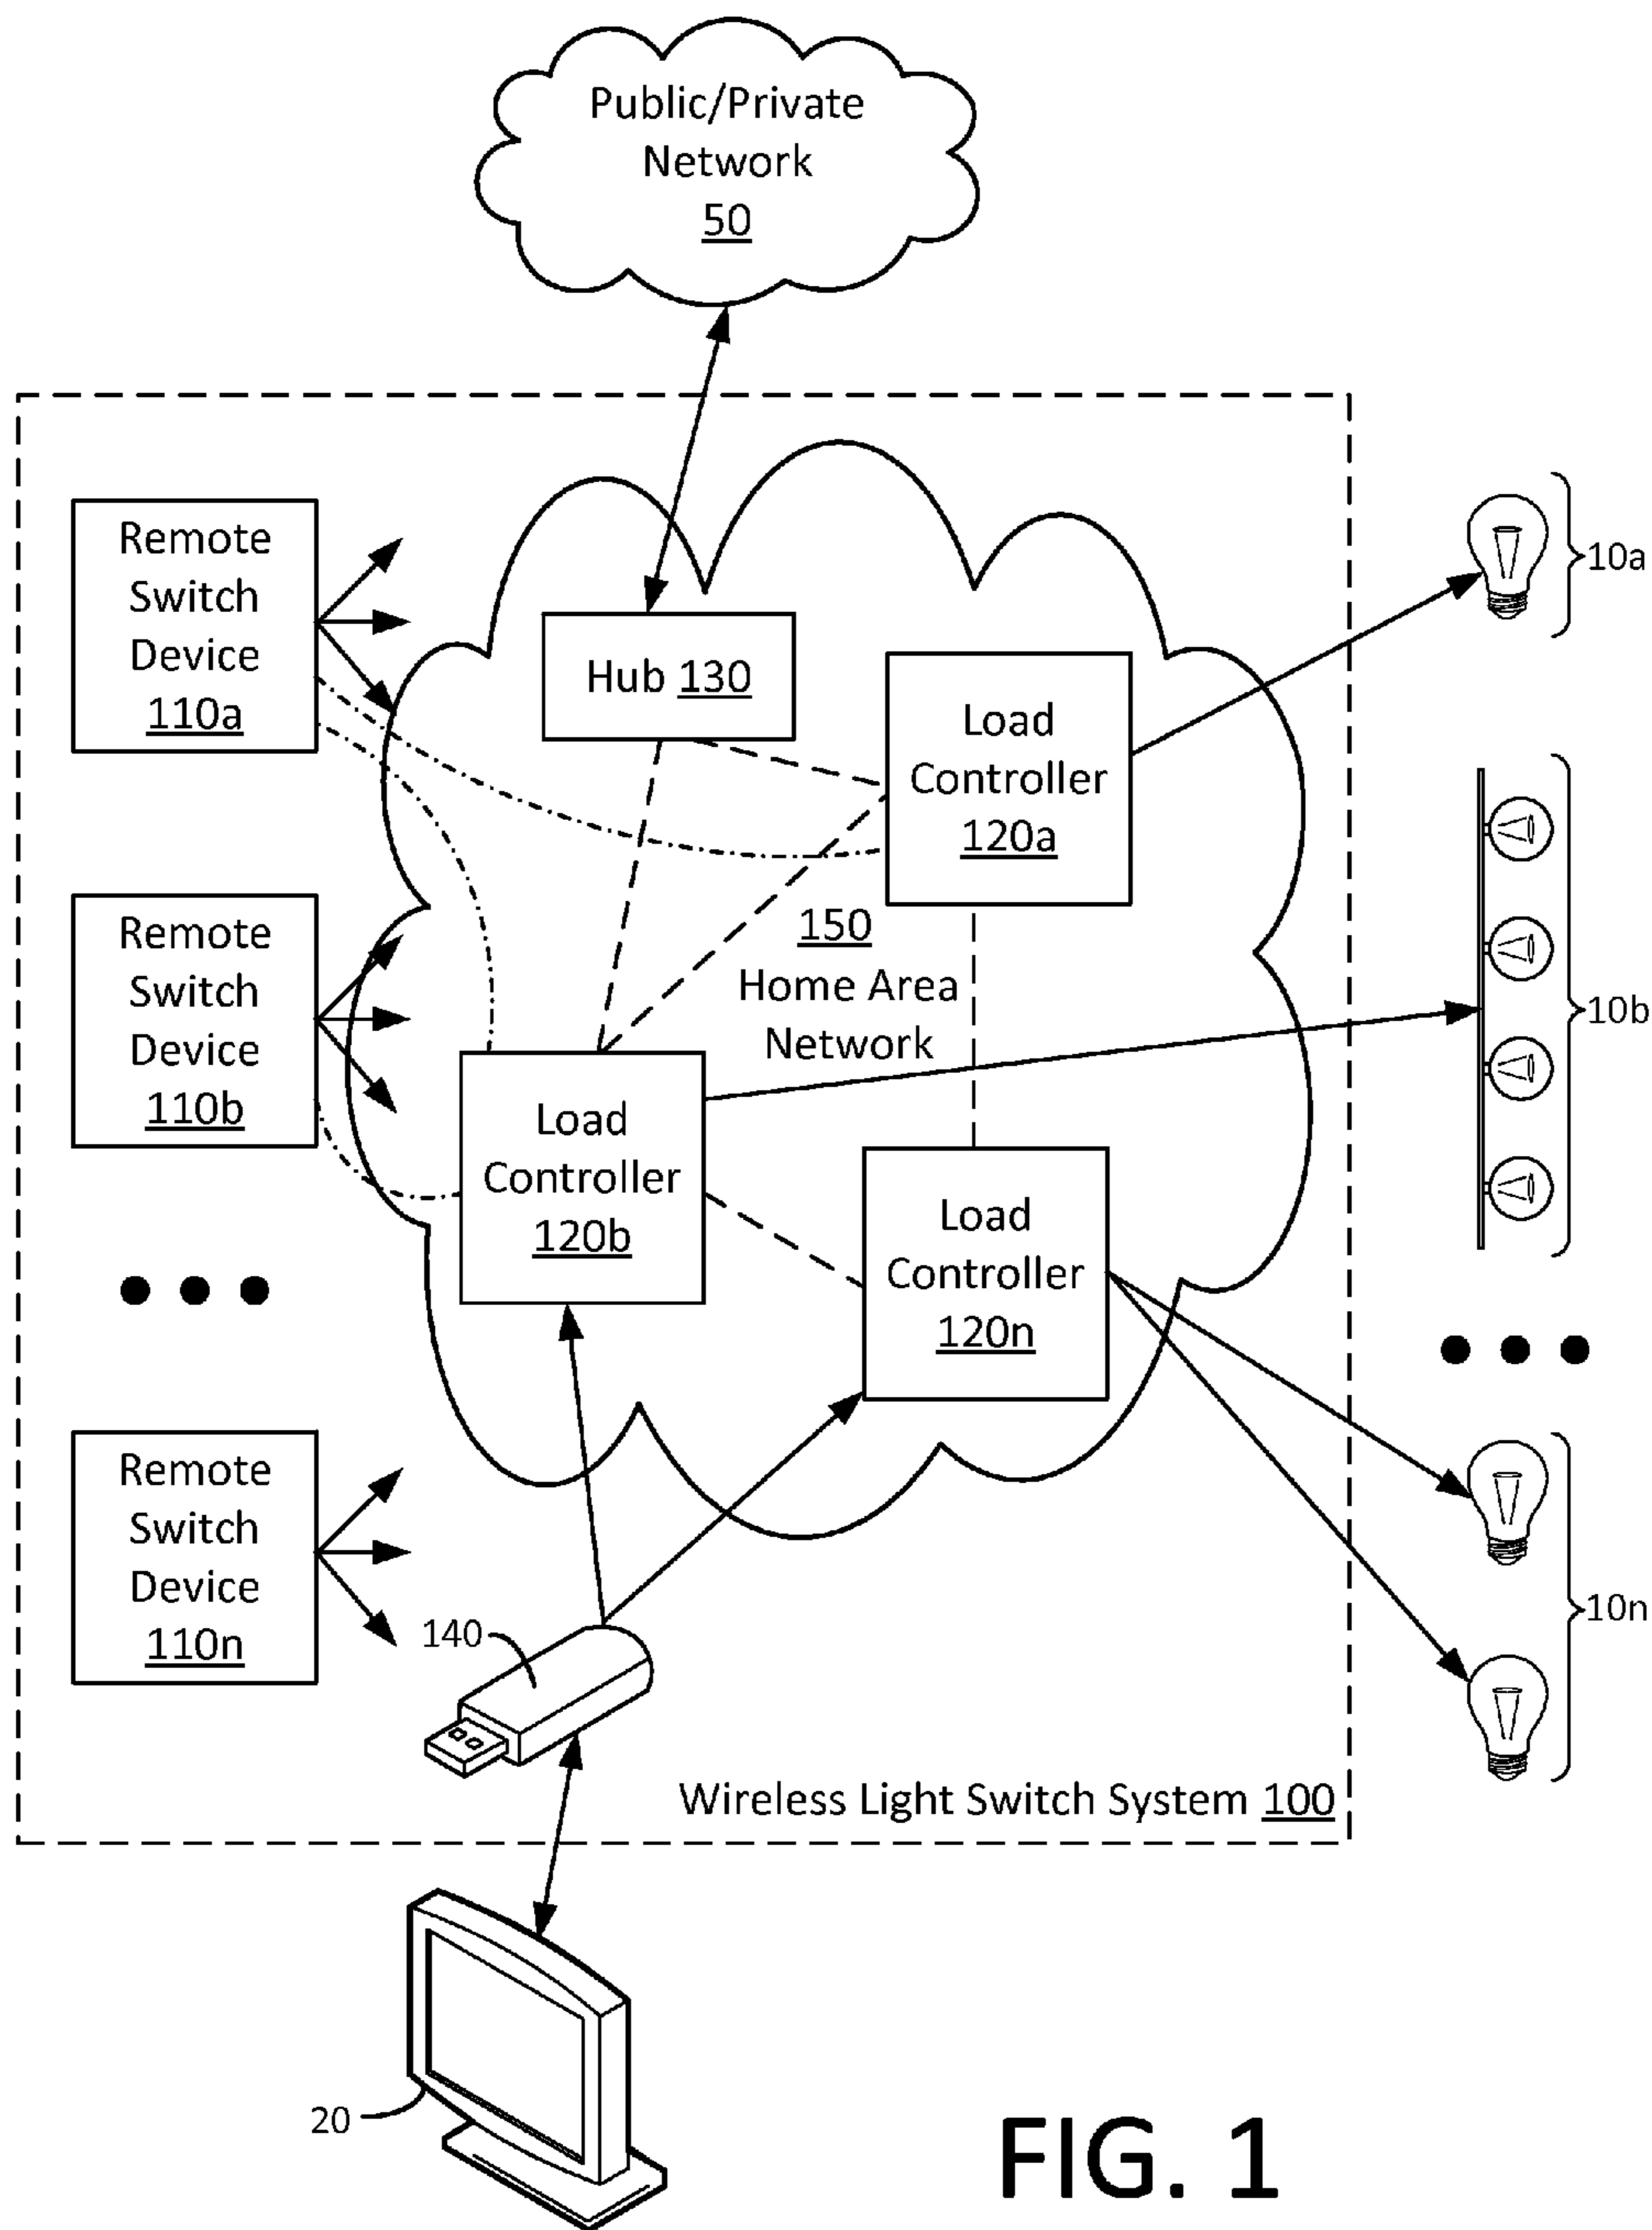 Public/Private
Network
50
Remote
Switch
Device
110a
Hub 130
Load
Controller
120a
10a
Remote
Switch
Device
110b
150
Home Area
Network
10b
Load
Controller
120b
Load
Controller
120n
Remote
Switch
Device
110n
10n
140
Wireless Light Switch System 100
20
FIG. 1